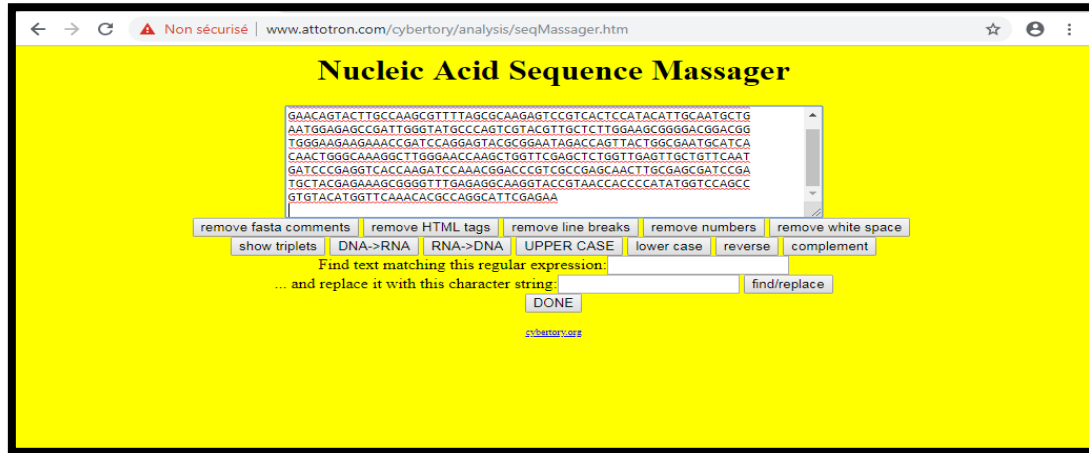 Non sécurisé | www.attotron.com/cybertory/analysis/seqMassager.htm
Nucleic Acid Sequence Massager
GAACAGTACTTGCCAAGCGTTTTAGCGCAAGAGTCCGTCACTCCATACATTGCAATGCTG
AATGGAGAGCCGATTGGGTATGCCCAGTCGTACGTTGCTCTTGGAAGCGGGGACGGACGG
TGGGAAGAAGAAACCGATCCAGGAGTACGCGGAATAGACCAGTTACTGGCGAATGCATCA
CAACTGGGCAAAGGCTTGGGAACCAAGCTGGTTCGAGCTCTGGTTGAGTTGCTGTTCAAT
GATCCCGAGGTCACCAAGATCCAAACGGACCCGTCGCCGAGCAACTTGCGAGCGATCCGA
TGCTACGAGAAAGCGGGGTTTGAGAGGCAAGGTACCGTAACCACCCCATATGGTCCAGCC
GTGTACATGGTTCAAACACGCCAGGCATTCGAGAA
remove fasta comments remove HTML tags remove line breaks remove numbers remove white space
show triplets DNA->RNA RNA->DNA UPPER CASE lower case reverse complement
Find text matching this regular expression:
... and replace it with this character string: find/replace
DONE
cybertory.org